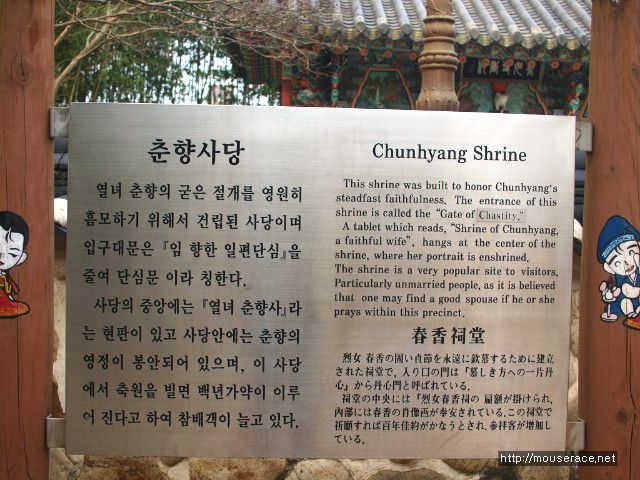 춘향사당
열녀 춘향의 굳은 절개를 영원히
흠모하기 위해서 건립된 사당이며
입구대문은 『임 향한 일편단심』을
줄여 단심문 이라 칭한다.
사당의 중앙에는 『열녀 춘향사』라
는 현판이 있고 사당안에는 춘향의
영정이 봉안되어 있으며, 이 사당
에서 축원을 빌면 백년가약이 이루
어 진다고 하여 참배객이 늘고 있다.
Chunhyang Shrine
This shrine was built to honor Chunhyang's
steadfast faithfulness. The entrance of this
shrine is called the "Gate of Chastity."
A tablet which reads, "Shrine of Chunhyang,
a faithful wife", hangs at the center of the
shrine, where her portrait is enshrined.
The shrine is a very popular site to visitors,
Particularly unmarried people, as it is believed
that one may find a good spouse if he or she
prays within this precinct.
春香祠堂
烈女 春香の固い貞節を永遠に欽慕するために建立
された祠堂で、入り口の門は「慕しき方への一片丹
心」から丹心門と呼ばれている.
祠堂の中央には「烈女春香祠の 扁額が掛けられ,
内部には春香の肖像画が奉安されている.この祠堂で
祈願すれば百年佳約がかなうとされ、参拝客が増加し
ている.
http://mouserace.net